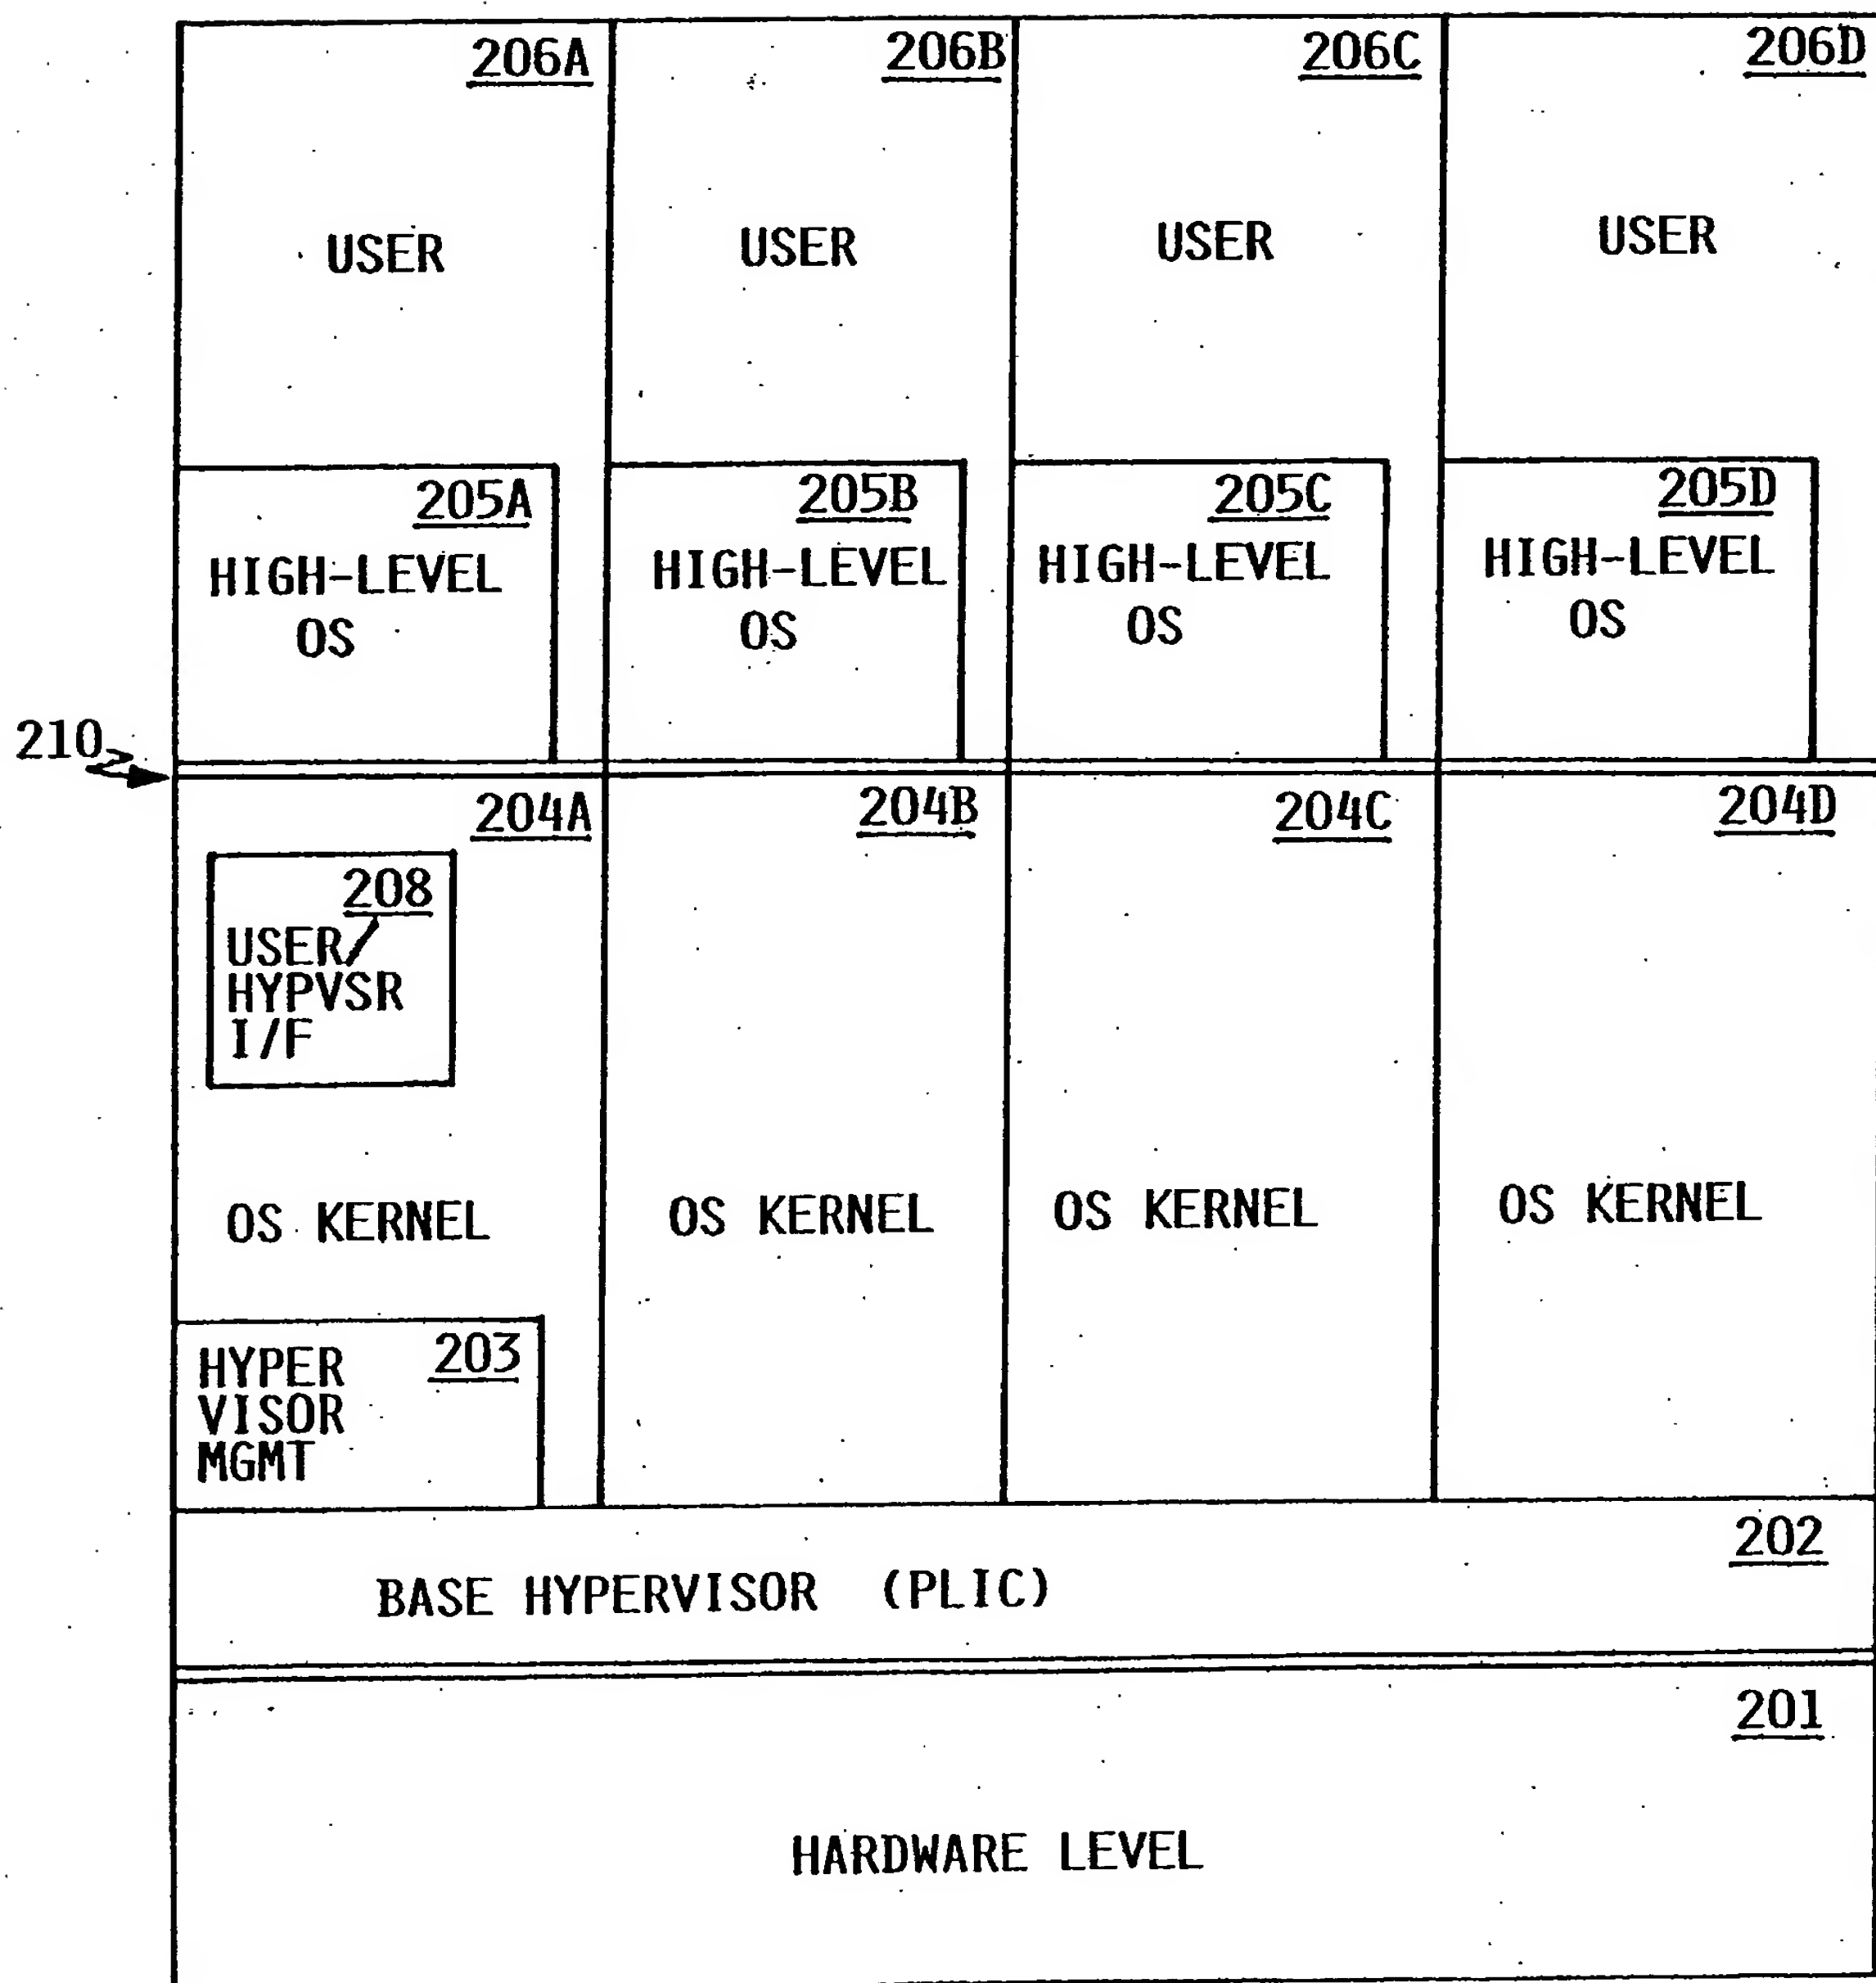 206A 206B 206C 206D
USER USER USER USER
205A 205B 205C 205D
HIGH-LEVEL HIGH-LEVEL HIGH-LEVEL HIGH-LEVEL
OS OS OS OS
210
204A 204B 204C 204D
208
USER/
HYPVSR
I/F
OS KERNEL OS KERNEL OS KERNEL OS KERNEL
203
HYPER
VISOR
MGMT
202
BASE HYPERVISOR (PLIC)
201
HARDWARE LEVEL